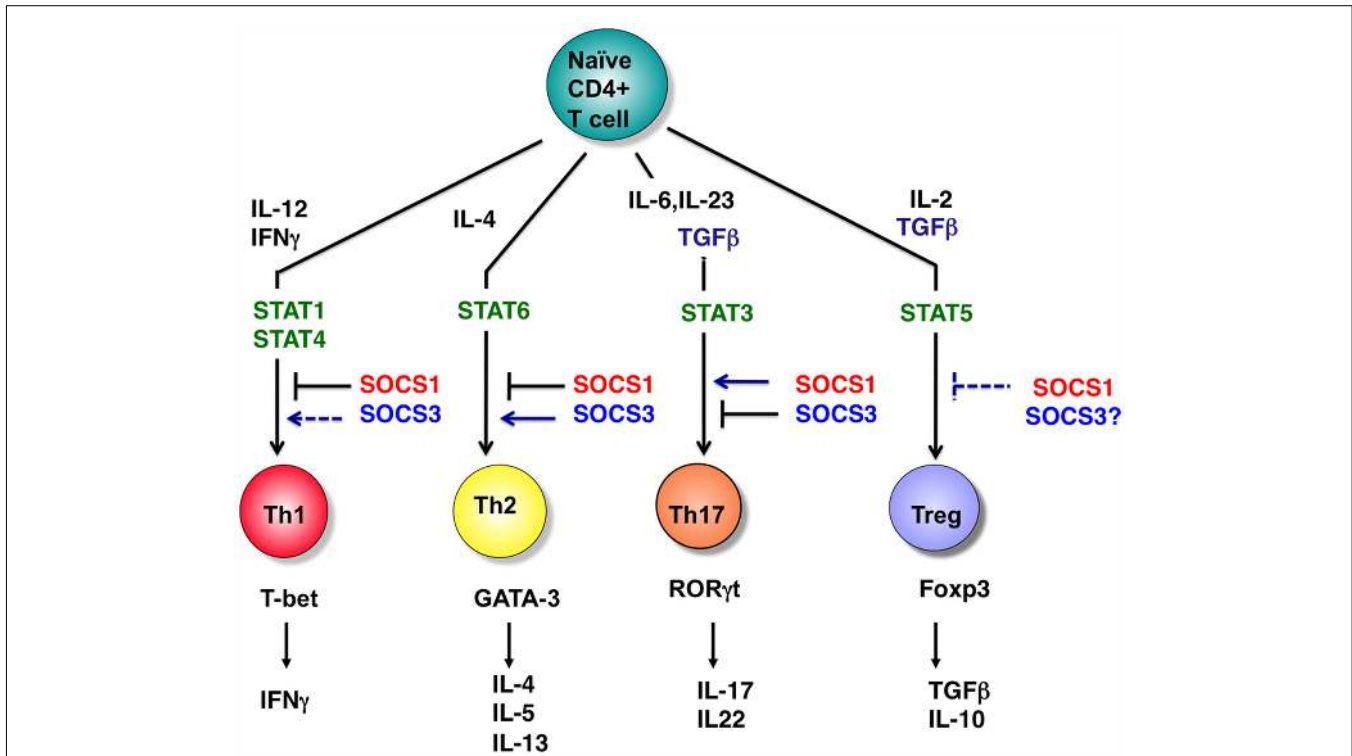 Naïve
CD4+
T cell
IL-12
IFNγ
IL-4
IL-6,IL-23
TGFβ
IL-2
TGFβ
STAT1
STAT4
STAT6
STAT3
STAT5
SOCS1
SOCS3
SOCS1
SOCS3
SOCS1
SOCS3
SOCS1
SOCS3?
Th1
Th2
Th17
Treg
T-bet
GATA-3
RORγt
Foxp3
IFNγ
IL-4
IL-5
IL-13
IL-17
IL22
TGFβ
IL-10